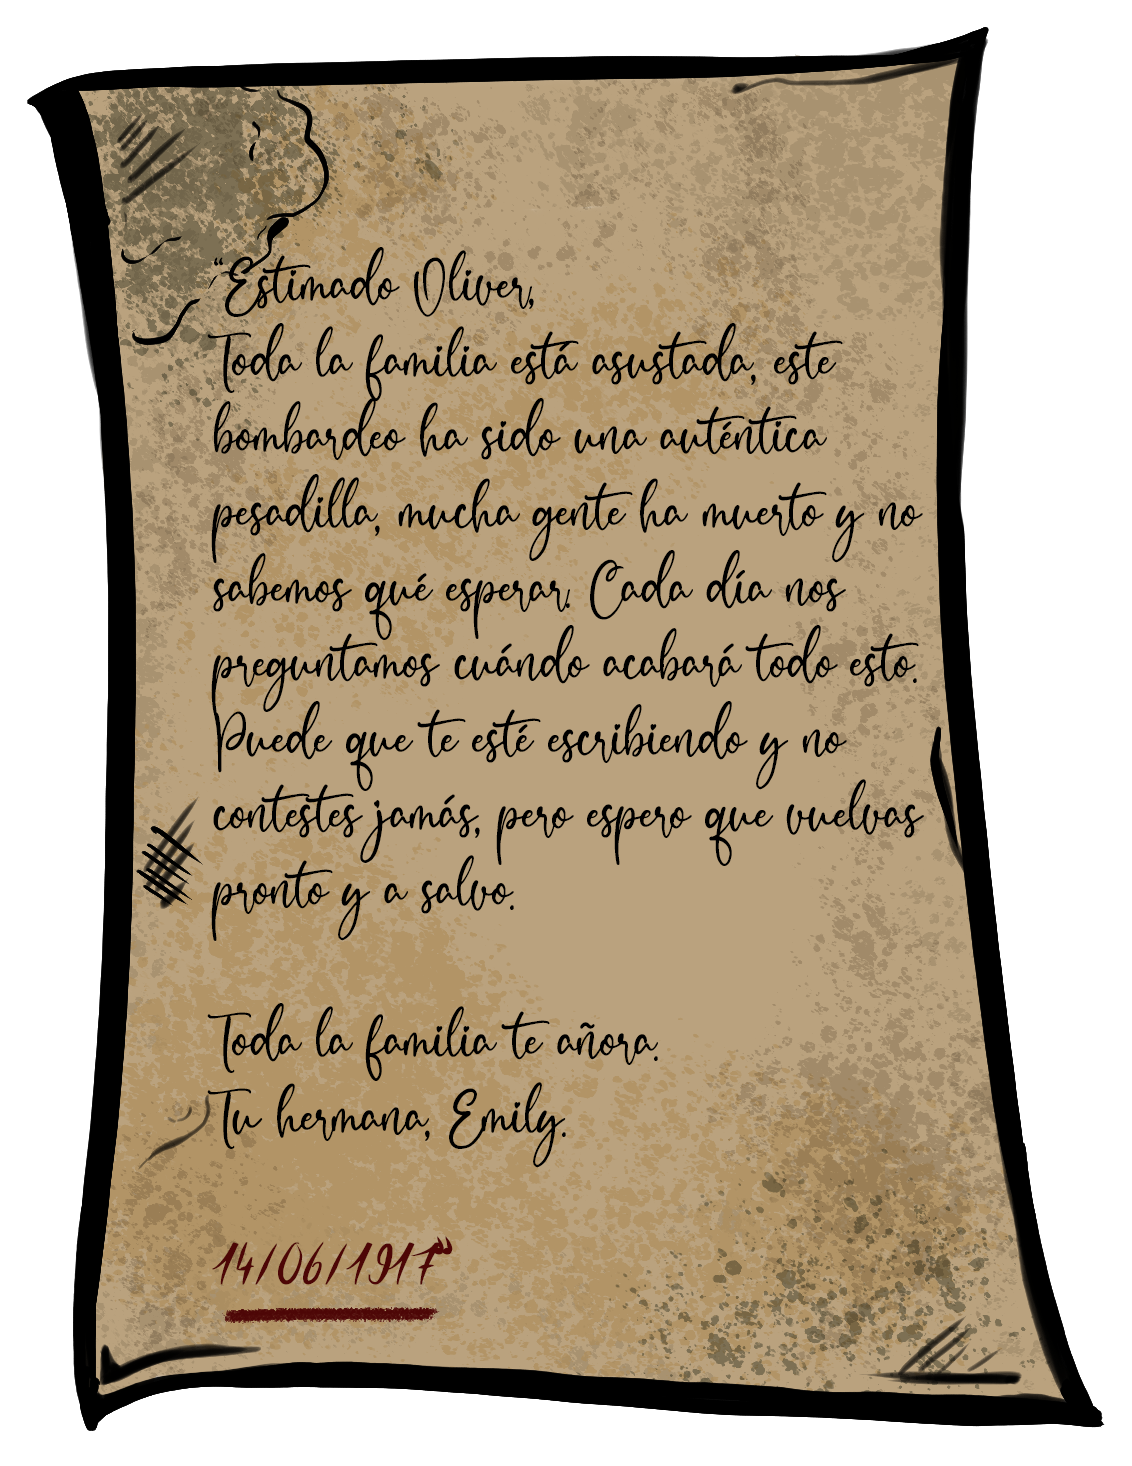 “Estimado Oliver,
Toda la familia está asustada, este
bombardeo ha sido una auténtica
pesadilla, mucha gente ha muerto y no
sabemos qué esperar. Cada día nos
preguntamos cuándo acabará todo esto.
Puede que te esté escribiendo y no
contestes jamás, pero espero que vuelvas
pronto y a salvo.
Toda la familia te añora.
Tu hermana, Emily.
14/06/1917”